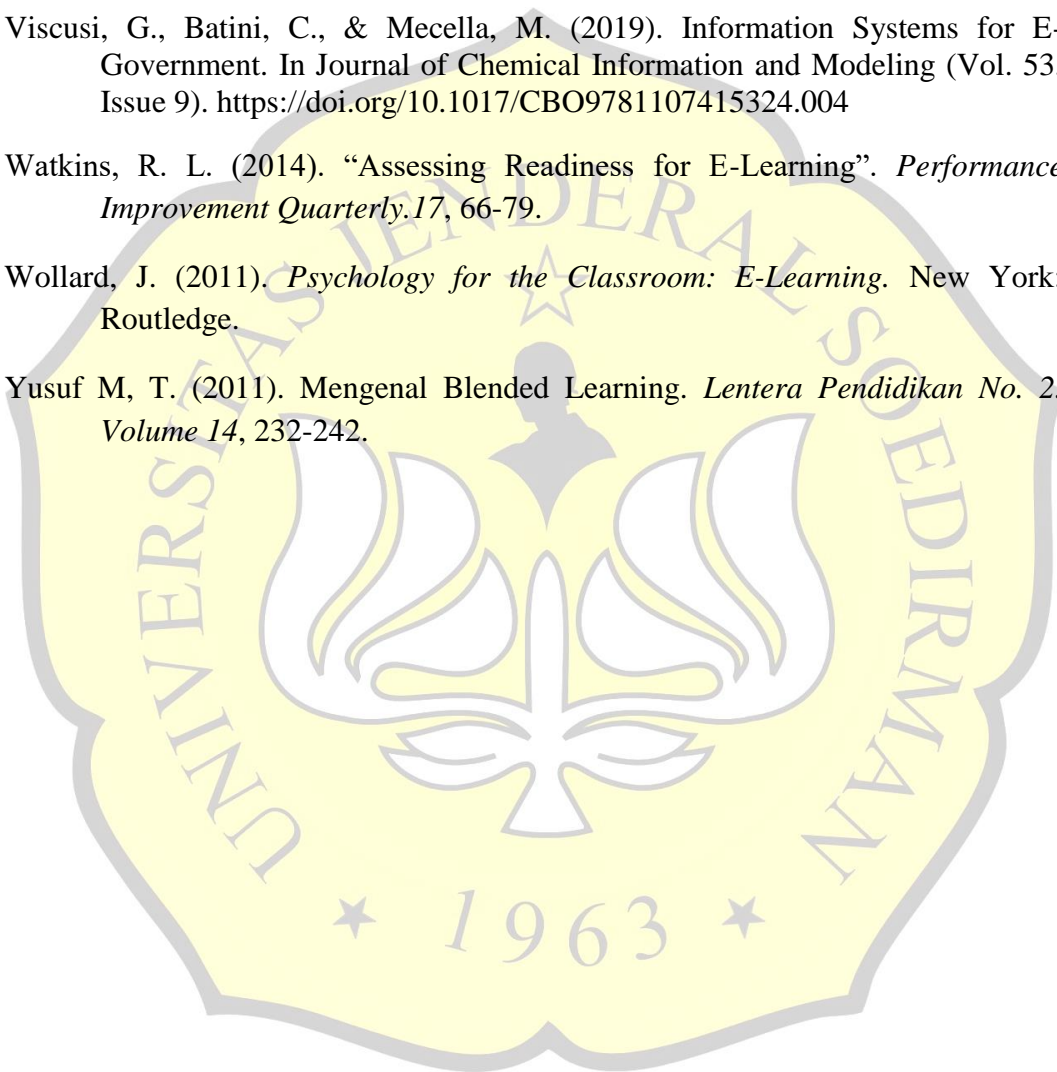 Viscusi, G., Batini, C., & Mecella, M. (2019). Information Systems for E-
Government. In Journal of Chemical Information and Modeling (Vol. 53,
Issue 9). https://doi.org/10.1017/CBO9781107415324.004
Watkins, R. L. (2014). “Assessing Readiness for E-Learning”. Performance
Improvement Quarterly.17, 66-79.
Wollard, J. (2011). Psychology for the Classroom: E-Learning. New York:
Routledge.
Yusuf M, T. (2011). Mengenal Blended Learning. Lentera Pendidikan No. 2.
Volume 14, 232-242.
UNIVERSITAS JENDERAL SOEDIRMAN
1963